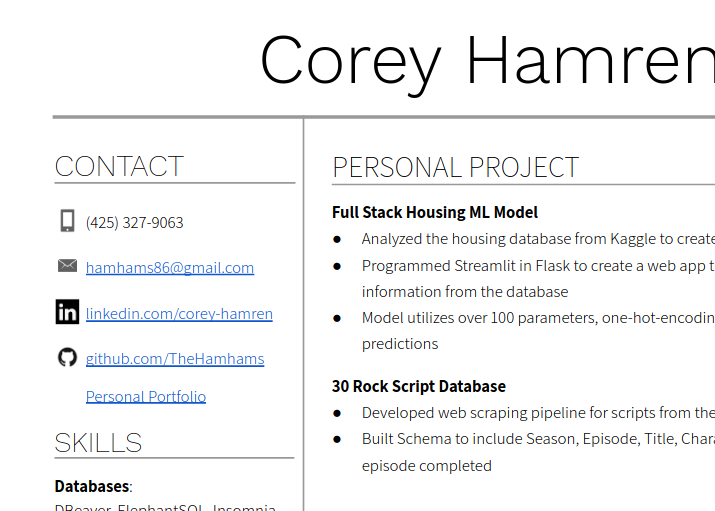 Corey Hamren
CONTACT
(425) 327-9063
hamhams86@gmail.com
linkedin.com/corey-hamren
github.com/TheHamhams
Personal Portfolio
SKILLS
Databases:
DBeaver, ElephantSQL, Insomnia,
PERSONAL PROJECT
Full Stack Housing ML Model
● Analyzed the housing database from Kaggle to create
● Programmed Streamlit in Flask to create a web app t
information from the database
● Model utilizes over 100 parameters, one-hot-encodin
predictions
30 Rock Script Database
● Developed web scraping pipeline for scripts from the
● Built Schema to include Season, Episode, Title, Chara
episode completed